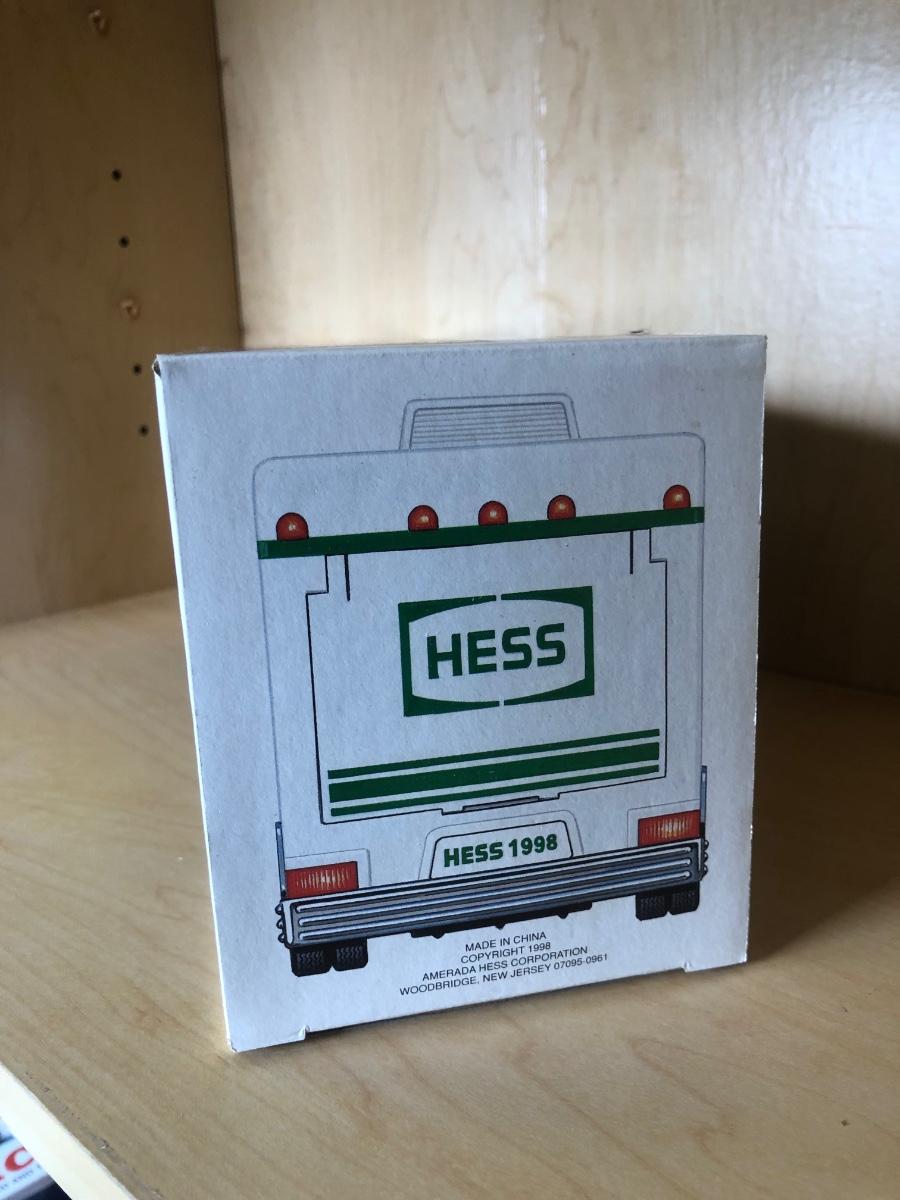 HESS
HESS 1998
MADE IN CHINA
COPYRIGHT 1998
AMERADA HESS CORPORATION
WOODBRIDGE, NEW JERSEY 07095-0961